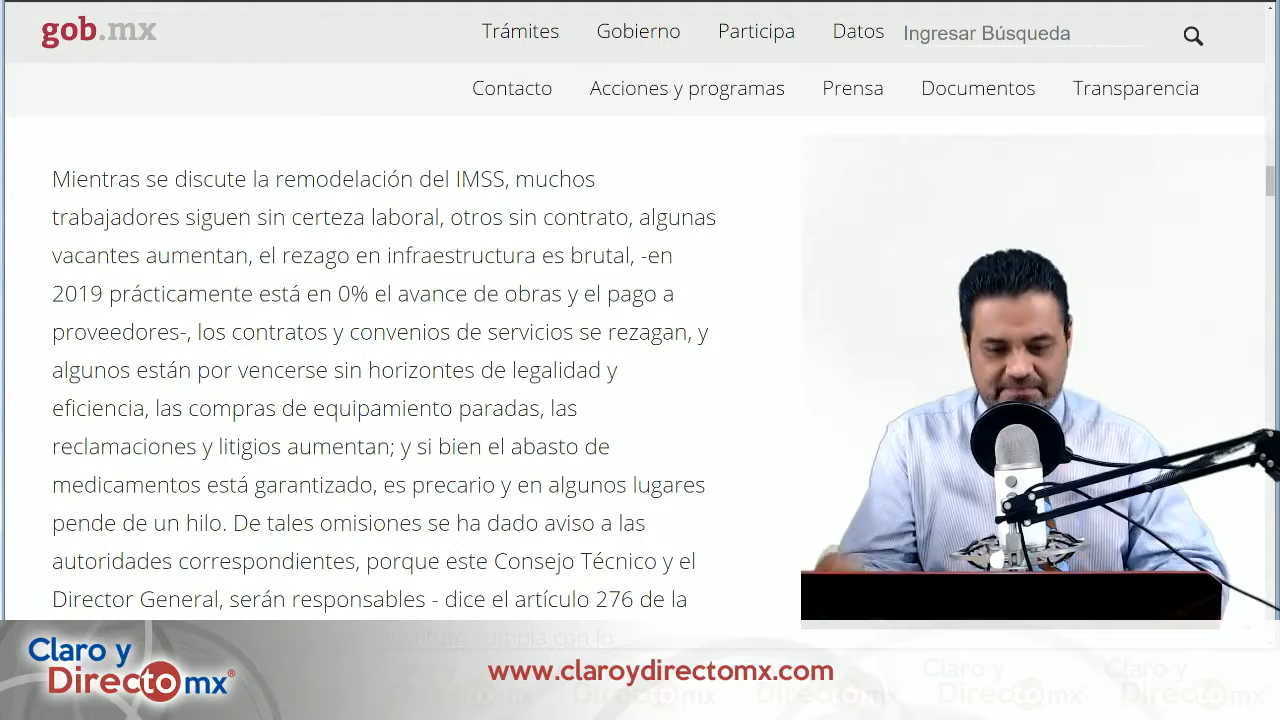 gob.mx
Trámites Gobierno Participa Datos Ingresar Búsqueda
Contacto Acciones y programas Prensa Documentos Transparencia
Mientras se discute la remodelación del IMSS, muchos
trabajadores siguen sin certeza laboral, otros sin contrato, algunas
vacantes aumentan, el rezago en infraestructura es brutal, -en
2019 prácticamente está en 0% el avance de obras y el pago a
proveedores-, los contratos y convenios de servicios se rezagan, y
algunos están por vencerse sin horizontes de legalidad y
eficiencia, las compras de equipamiento paradas, las
reclamaciones y litigios aumentan; y si bien el abasto de
medicamentos está garantizado, es precario y en algunos lugares
pende de un hilo. De tales omisiones se ha dado aviso a las
autoridades correspondientes, porque este Consejo Técnico y el
Director General, serán responsables - dice el artículo 276 de la
cumpla con lo
Claro y
Directo mx®
www.claroydirectomx.com